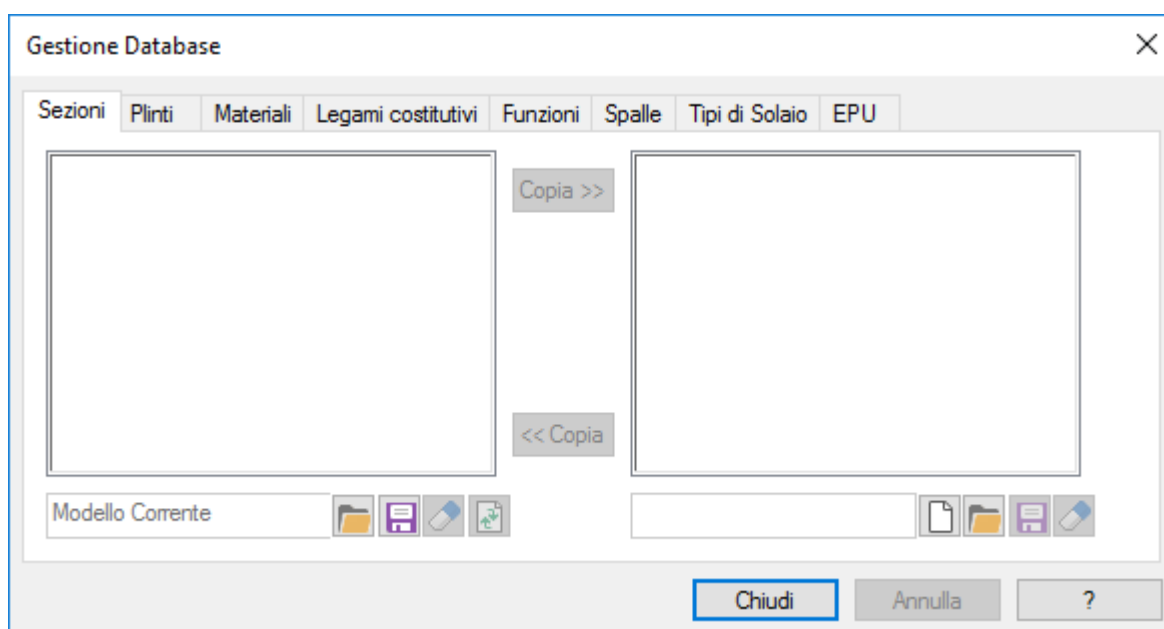 Gestione Database
Sezioni Plinti Materiali Legami costitutivi Funzioni Spalle Tipi di Solaio EPU
Copia >>
<< Copia
Modello Corrente
Chiudi Annulla ?